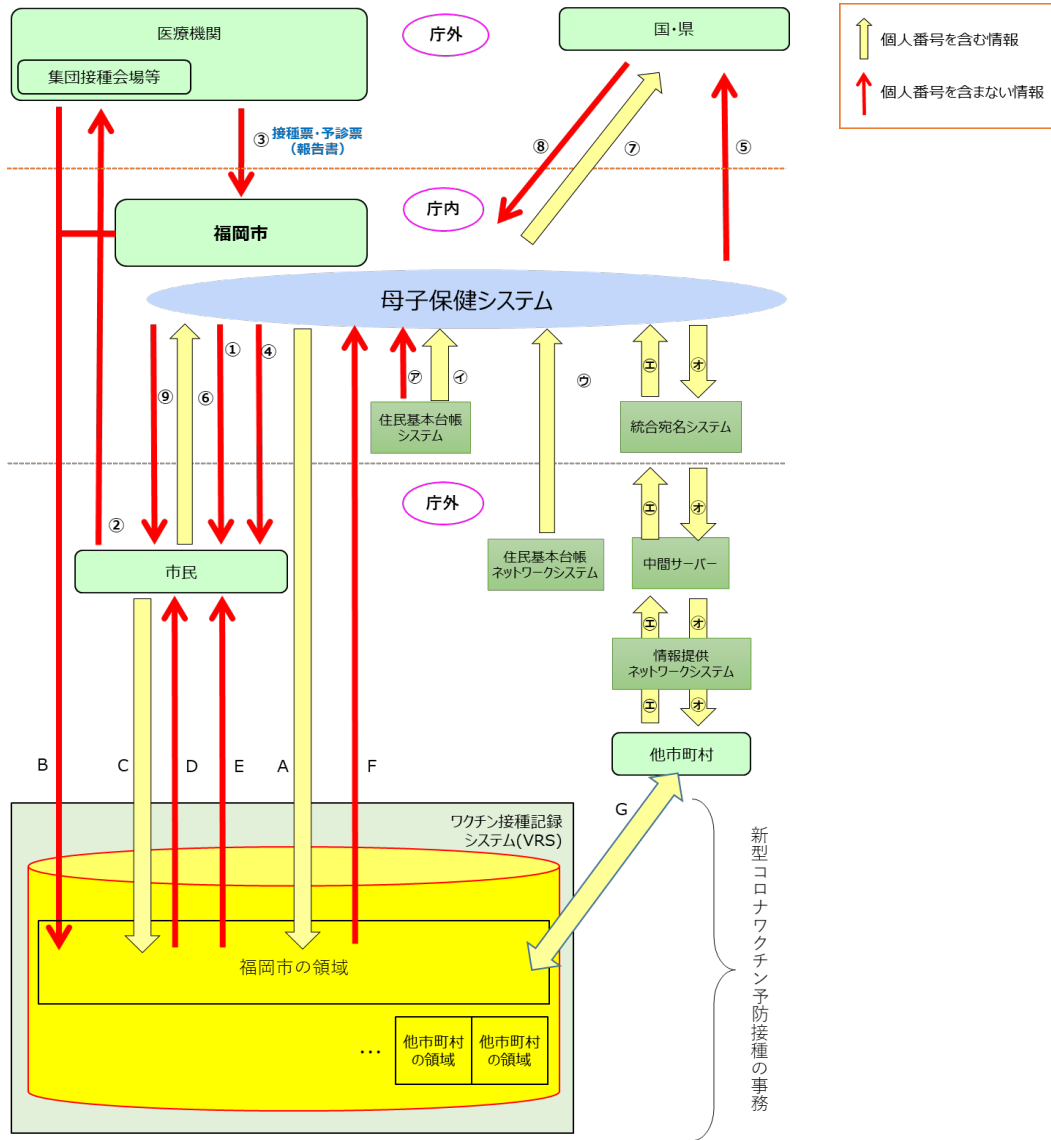 医療機関
集団接種会場等
庁外
国・県
個人番号を含む情報
個人番号を含まない情報
③
接種票・予診票
（報告書）
⑧
⑦
⑤
庁内
福岡市
母子保健システム
⑨
⑥
①
④
㋐
㋑
㋒
㋓
㋔
住民基本台帳
システム
統合宛名システム
庁外
②
㋓
㋔
市民
住民基本台帳
ネットワークシステム
中間サーバー
㋓
㋔
情報提供
ネットワークシステム
㋓
㋔
他市町村
B
C
D
E
A
F
G
ワクチン接種記録
システム(VRS)
福岡市の領域
…
他市町村
の領域
他市町村
の領域
新型コロナワクチン予防接種の事務